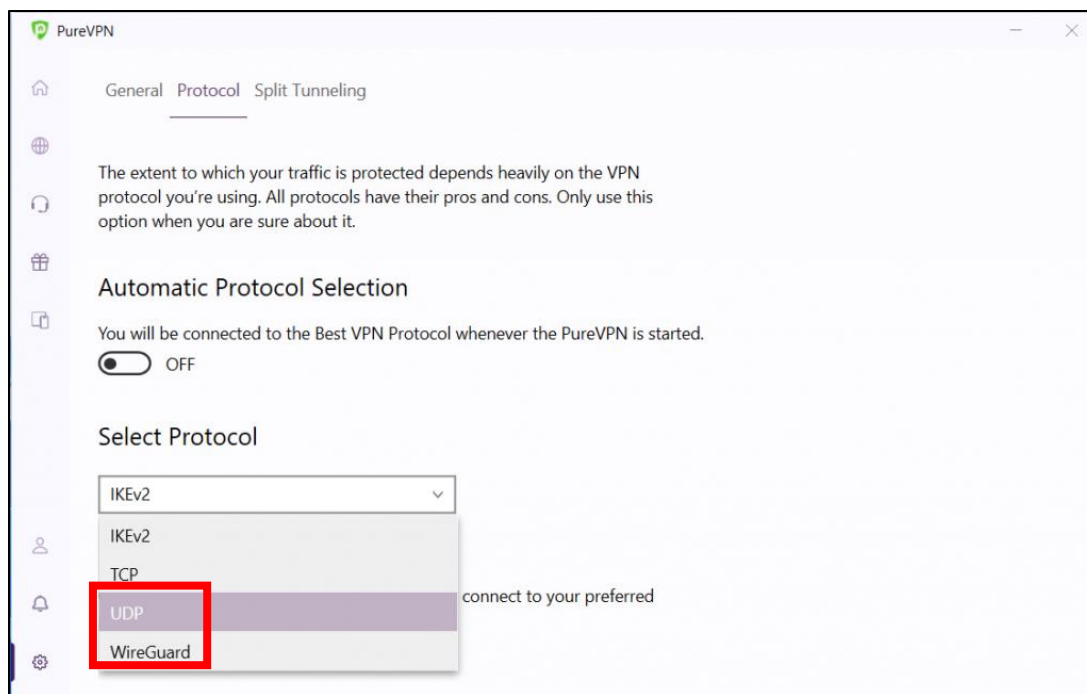 PureVPN
General Protocol Split Tunneling
The extent to which your traffic is protected depends heavily on the VPN
protocol you're using. All protocols have their pros and cons. Only use this
option when you are sure about it.
Automatic Protocol Selection
You will be connected to the Best VPN Protocol whenever the PureVPN is started.
OFF
Select Protocol
IKEv2
IKEv2
TCP
connect to your preferred
UDP
WireGuard